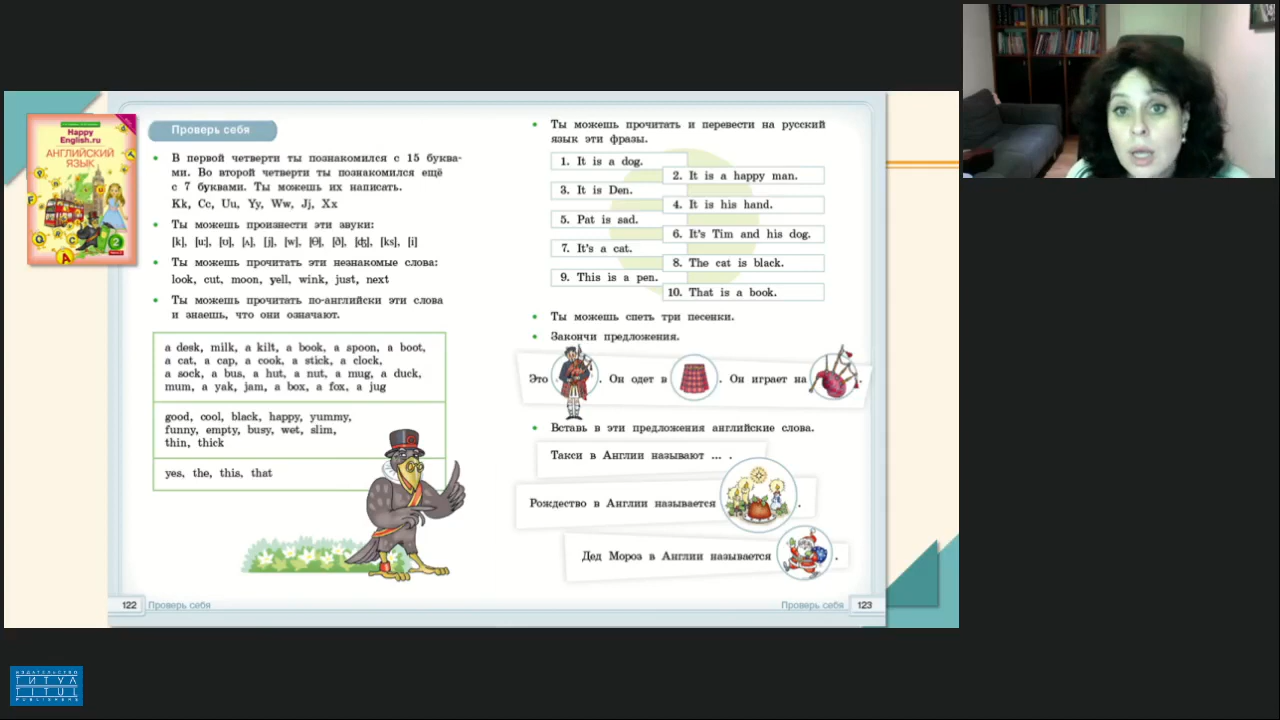 Happy
English.ru
АНГЛИЙСКИЙ
ЯЗЫК
2
Проверь себя
• В первой четверти ты познакомился с 15 буква-
ми. Во второй четверти ты познакомился ещё
с 7 буквами. Ты можешь их написать.
Kk, Cc, Uu, Yy, Ww, Jj, Xx
• Ты можешь произнести эти звуки:
[k], [u:], [ʊ], [ʌ], [j], [w], [θ], [ð], [ʤ], [ks], [i]
• Ты можешь прочитать эти незнакомые слова:
look, cut, moon, yell, wink, just, next
• Ты можешь прочитать по-английски эти слова
и знаешь, что они означают.
a desk, milk, a kilt, a book, a spoon, a boot,
a cat, a cap, a cook, a stick, a clock,
a sock, a bus, a hut, a nut, a mug, a duck,
mum, a yak, jam, a box, a fox, a jug
good, cool, black, happy, yummy,
funny, empty, busy, wet, slim,
thin, thick
yes, the, this, that
122 Проверь себя
• Ты можешь прочитать и перевести на русский
язык эти фразы.
1. It is a dog.
2. It is a happy man.
3. It is Den.
4. It is his hand.
5. Pat is sad.
6. It's Tim and his dog.
7. It's a cat.
8. The cat is black.
9. This is a pen.
10. That is a book.
• Ты можешь спеть три песенки.
• Закончи предложения.
Это . Он одет в . Он играет на .
• Вставь в эти предложения английские слова.
Такси в Англии называют ... .
Рождество в Англии называется .
Дед Мороз в Англии называется .
Проверь себя 123
ИЗДАТЕЛЬСТВО
ТИТУЛ
TITUL
PUBLISHERS